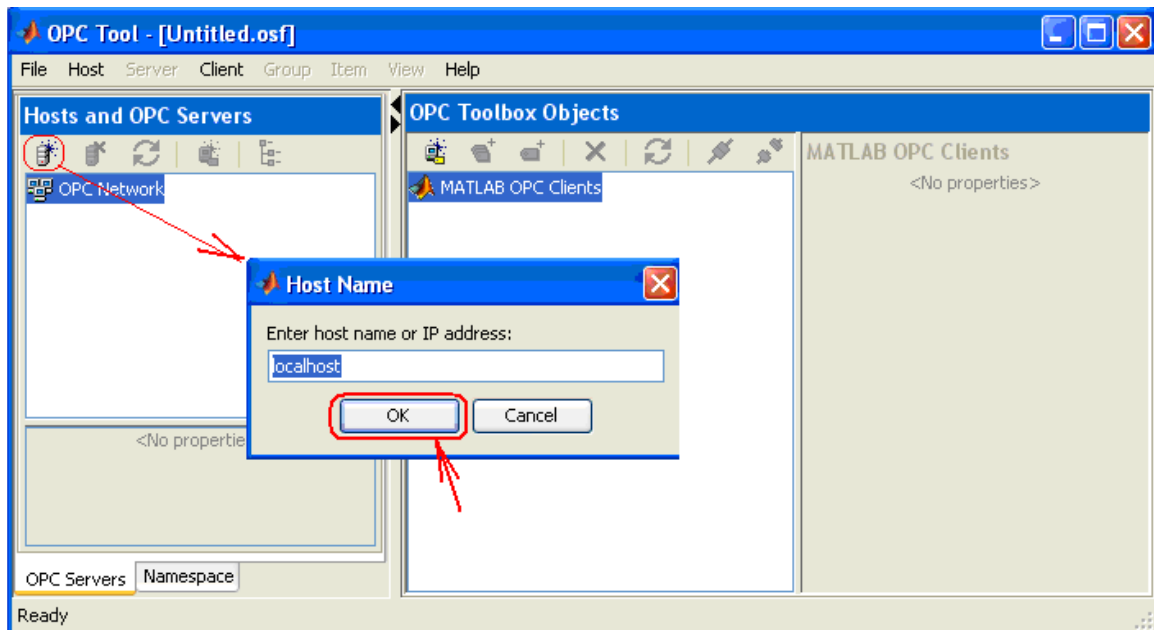 OPC Tool - [Untitled.osf]
File Host Server Client Group Item View Help
Hosts and OPC Servers
OPC Network
<No propertie
OPC Servers Namespace
OPC Toolbox Objects
MATLAB OPC Clients
MATLAB OPC Clients
<No properties>
Host Name
Enter host name or IP address:
localhost
OK Cancel
Ready